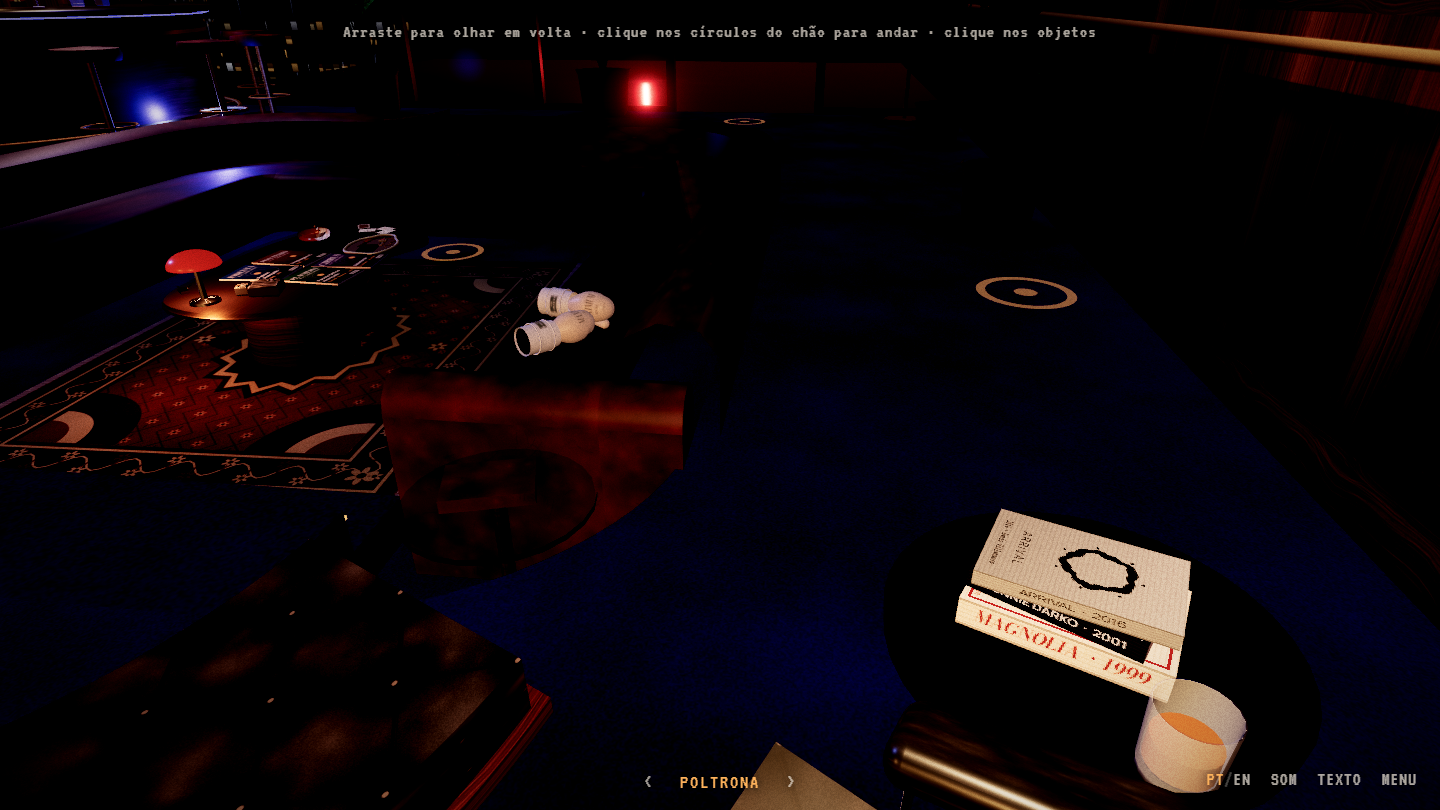 Arraste para olhar em volta · clique nos círculos do chão para andar · clique nos objetos
ARRIVAL
ARRIVAL · 2016
DARKO · 2001
MAGNOLIA · 1999
‹ POLTRONA ›
PT/EN SOM TEXTO MENU